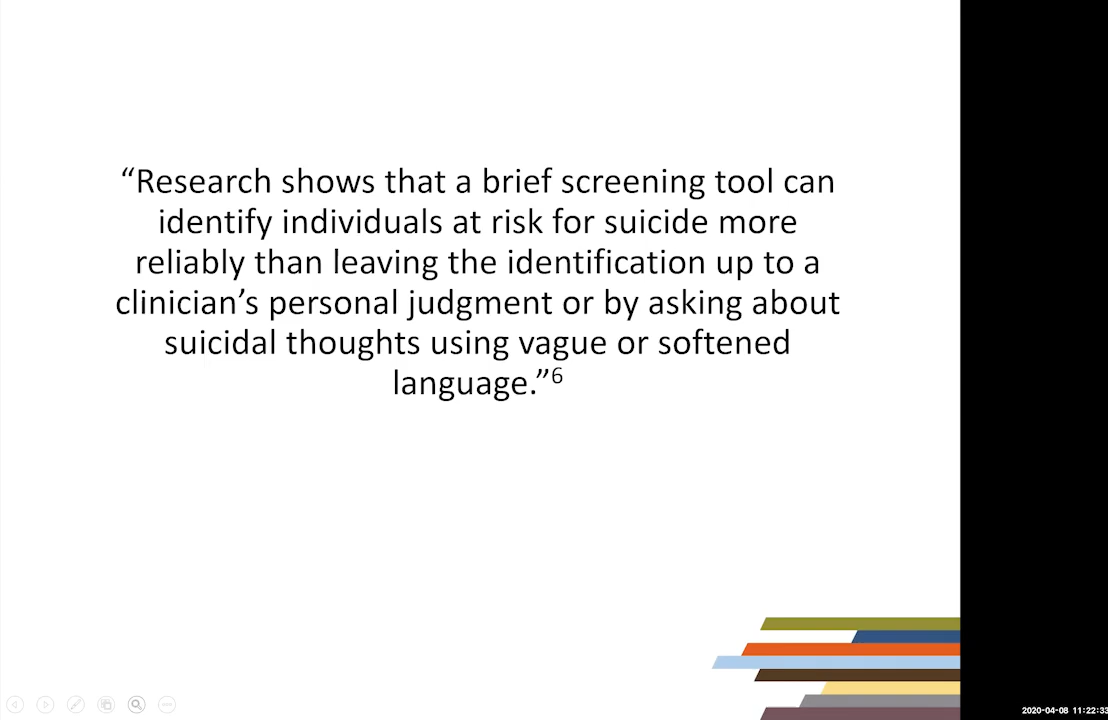 “Research shows that a brief screening tool can
identify individuals at risk for suicide more
reliably than leaving the identification up to a
clinician’s personal judgment or by asking about
suicidal thoughts using vague or softened
language.”6
2020-04-08 11:22:33